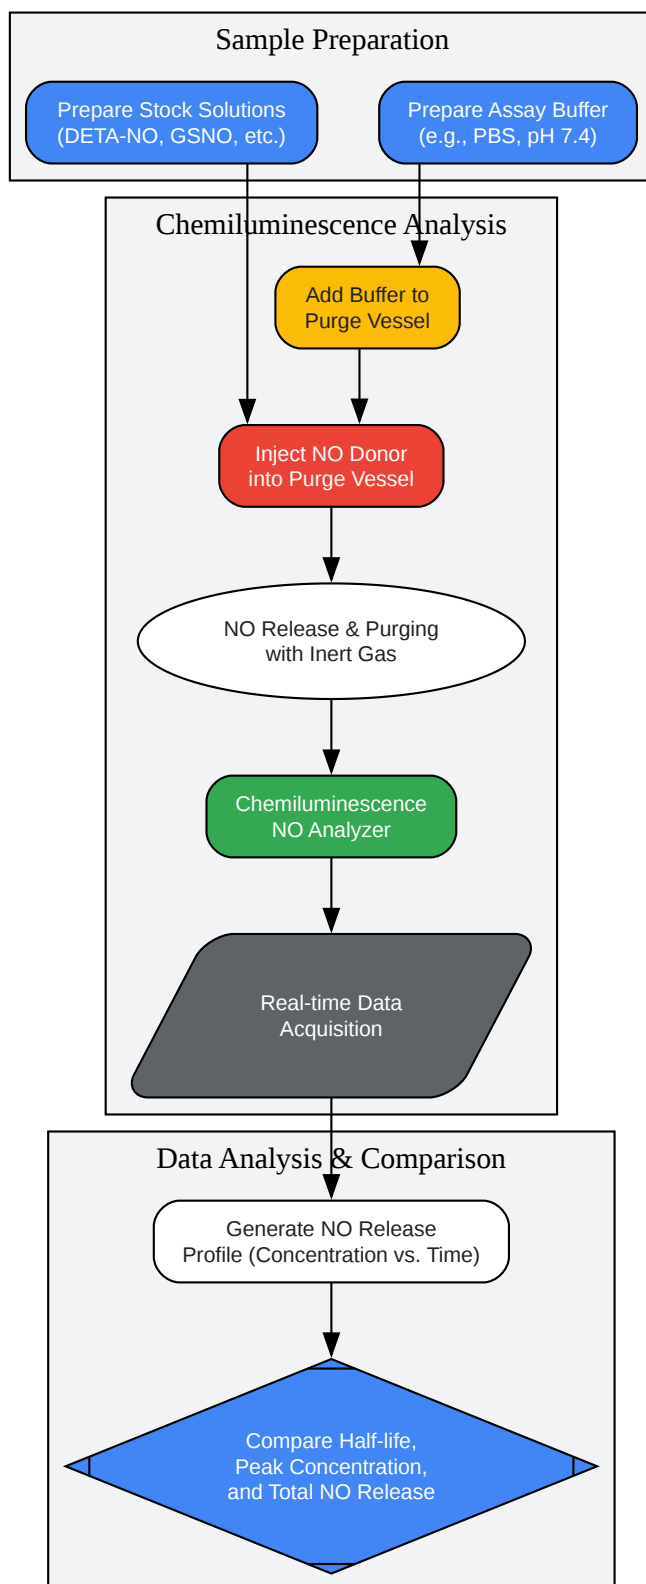 Sample Preparation
Prepare Stock Solutions
(DETA-NO, GSNO, etc.)
Prepare Assay Buffer
(e.g., PBS, pH 7.4)
Chemiluminescence Analysis
Add Buffer to
Purge Vessel
Inject NO Donor
into Purge Vessel
NO Release & Purging
with Inert Gas
Chemiluminescence
NO Analyzer
Real-time Data
Acquisition
Data Analysis & Comparison
Generate NO Release
Profile (Concentration vs. Time)
Compare Half-life,
Peak Concentration,
and Total NO Release